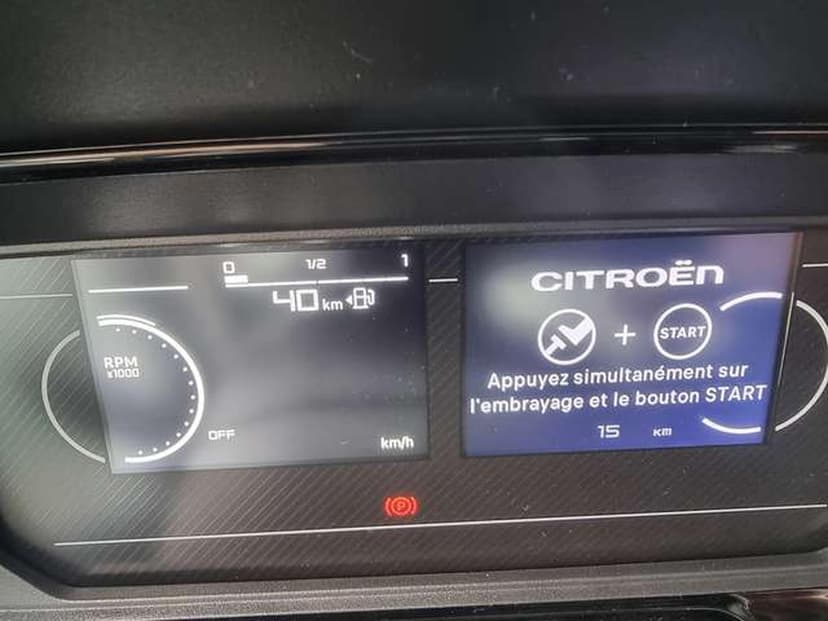 0 1/2 1
40 km
RPM
x1000
OFF
km/h
CITROËN
+ START
Appuyez simultanément sur
l'embrayage et le bouton START
15 KM
P